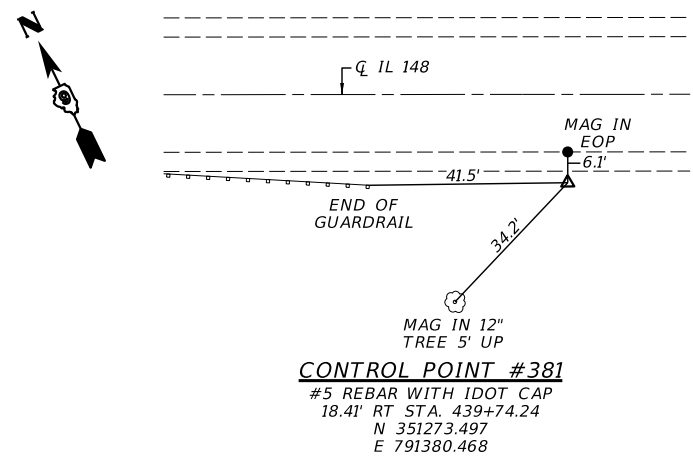 N
℄ IL 148
MAG IN
EOP
6.1'
41.5'
END OF
GUARDRAIL
34.2'
MAG IN 12"
TREE 5' UP
CONTROL POINT #381
#5 REBAR WITH IDOT CAP
18.41' RT STA. 439+74.24
N 351273.497
E 791380.468